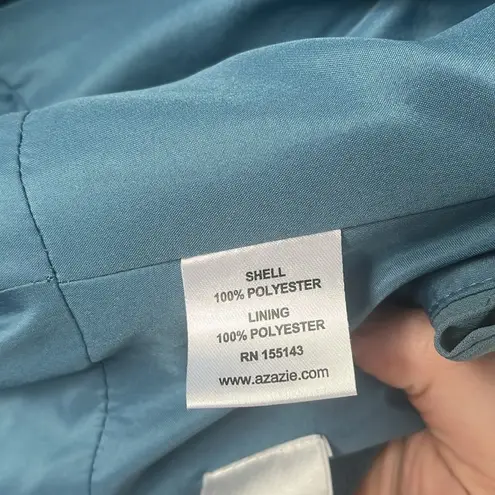 SHELL
100% POLYESTER
LINING
100% POLYESTER
RN 155143
www.azazie.com